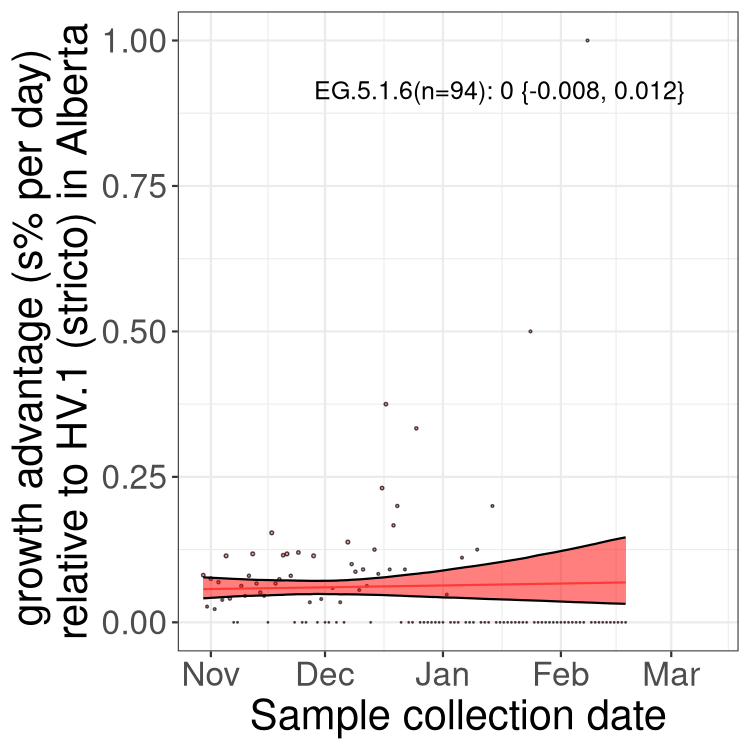 growth advantage (s% per day)
relative to HV.1 (stricto) in Alberta
1.00
0.75
0.50
0.25
0.00
EG.5.1.6(n=94): 0 {-0.008, 0.012}
Nov Dec Jan Feb Mar
Sample collection date